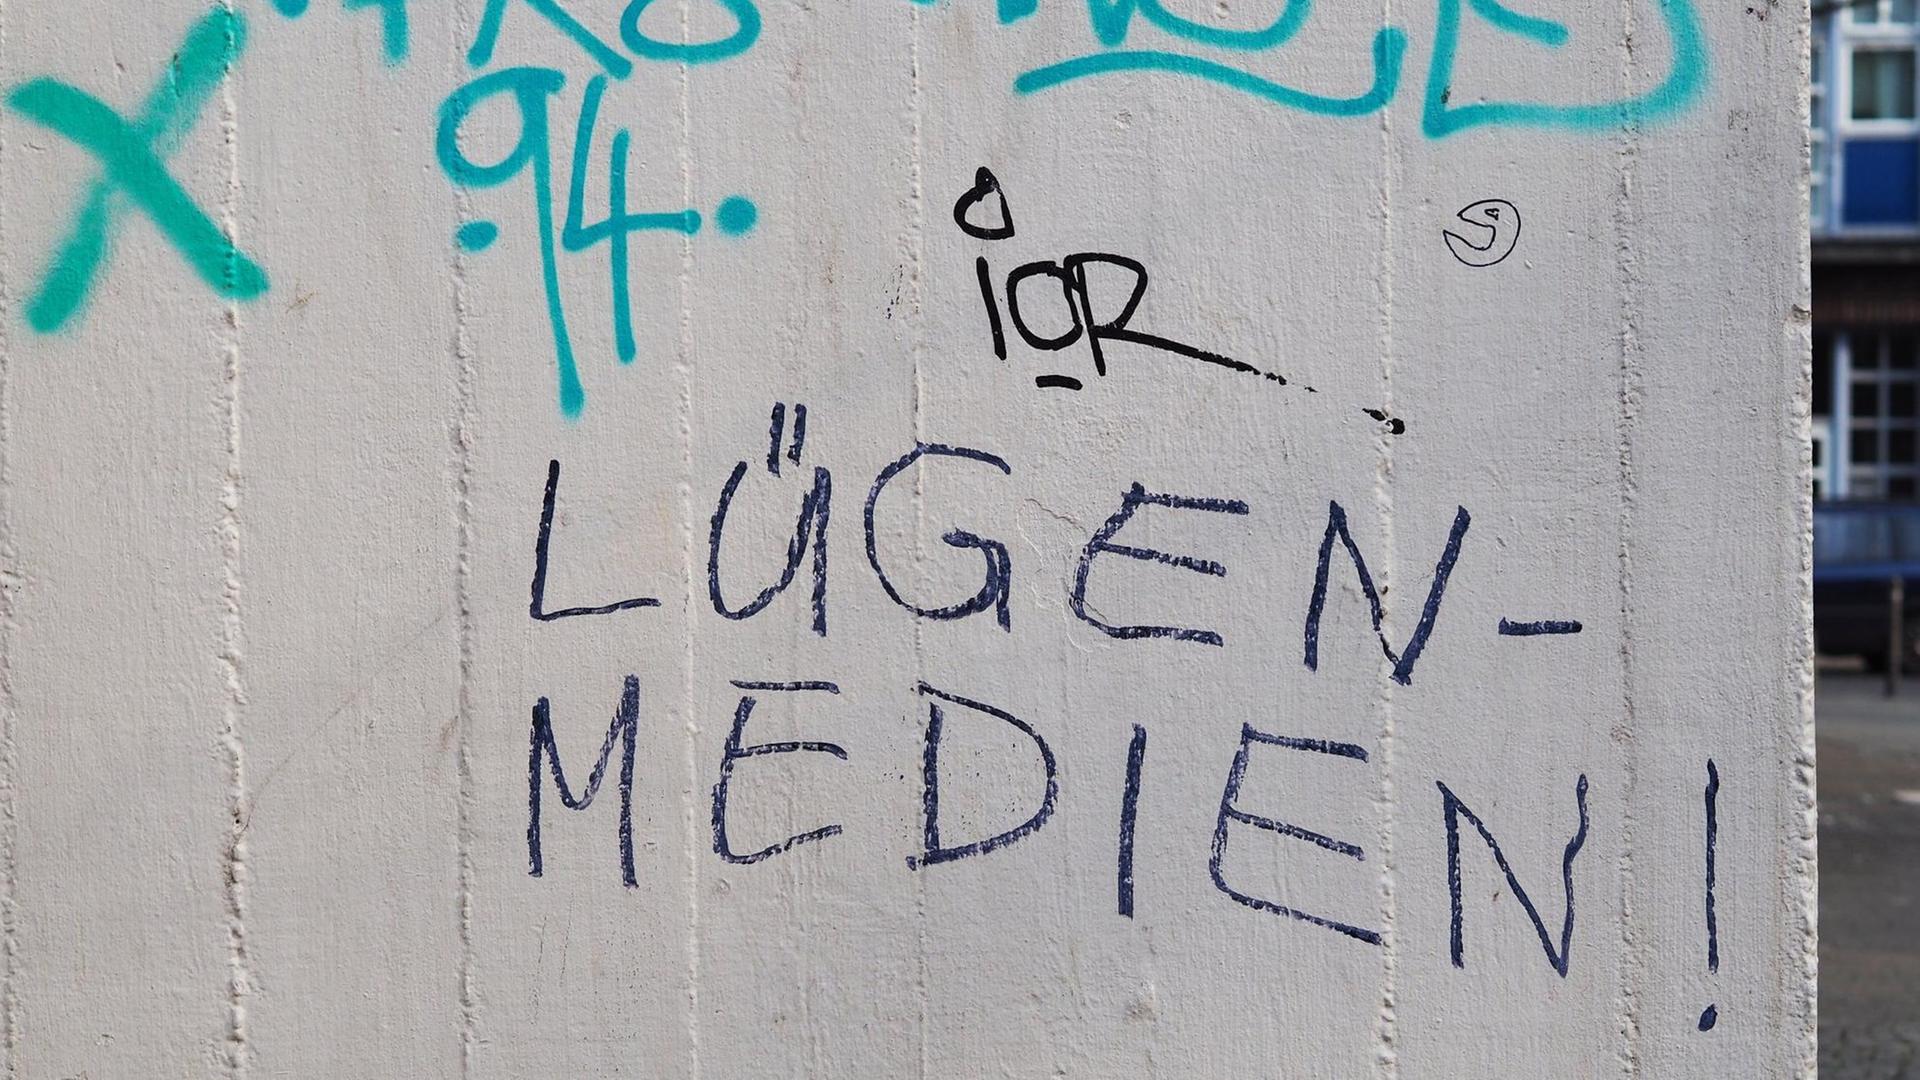 94.
IOR
LÜGEN-
MEDIEN!